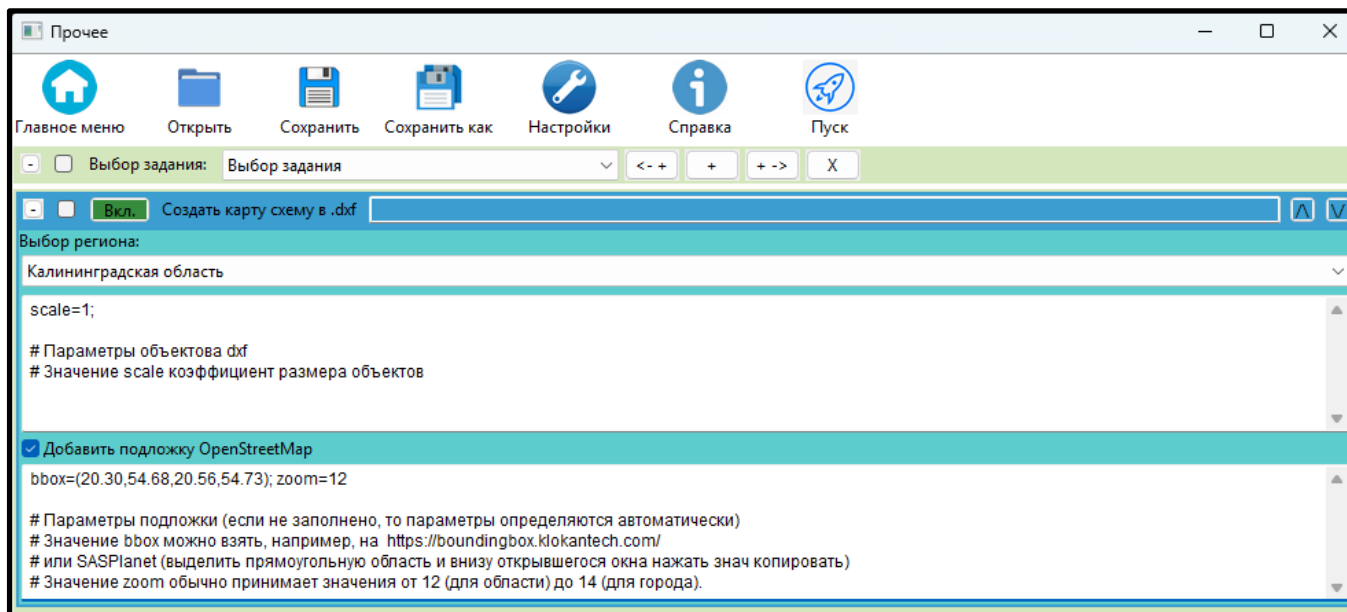 Прочее
Главное меню Открыть Сохранить Сохранить как Настройки Справка Пуск
- Выбор задания: Выбор задания <- + + + -> X
- Вкл. Создать карту схему в .dxf /\ \/
Выбор региона:
Калининградская область
scale=1;
# Параметры объектова dxf
# Значение scale коэффициент размера объектов
Добавить подложку OpenStreetMap
bbox=(20.30,54.68,20.56,54.73); zoom=12
# Параметры подложки (если не заполнено, то параметры определяются автоматически)
# Значение bbox можно взять, например, на https://boundingbox.klokantech.com/
# или SASPlanet (выделить прямоугольную область и внизу открывшегося окна нажать знач копировать)
# Значение zoom обычно принимает значения от 12 (для области) до 14 (для города).